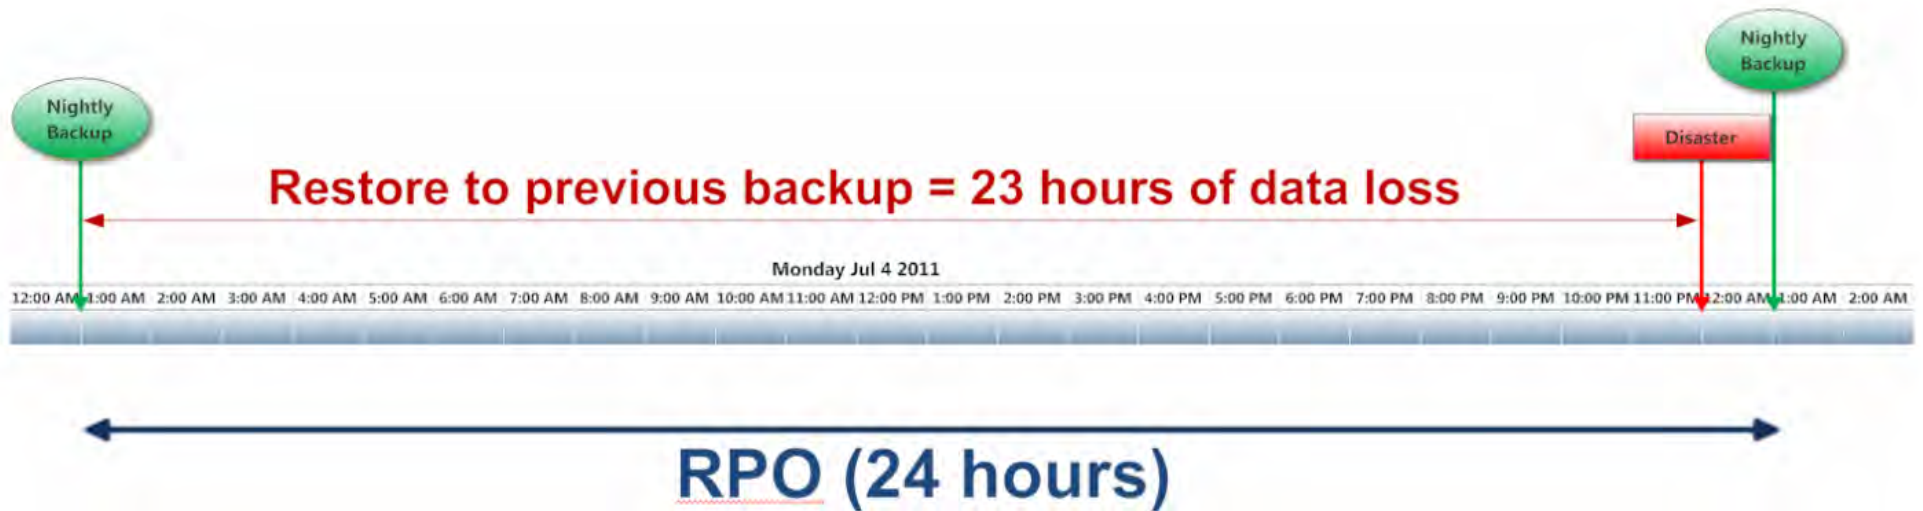 Nightly
Backup
Nightly
Backup
Disaster
Restore to previous backup = 23 hours of data loss
Monday Jul 4 2011
12:00 AM 1:00 AM 2:00 AM 3:00 AM 4:00 AM 5:00 AM 6:00 AM 7:00 AM 8:00 AM 9:00 AM 10:00 AM 11:00 AM 12:00 PM 1:00 PM 2:00 PM 3:00 PM 4:00 PM 5:00 PM 6:00 PM 7:00 PM 8:00 PM 9:00 PM 10:00 PM 11:00 PM 12:00 AM 1:00 AM 2:00 AM
RPO (24 hours)